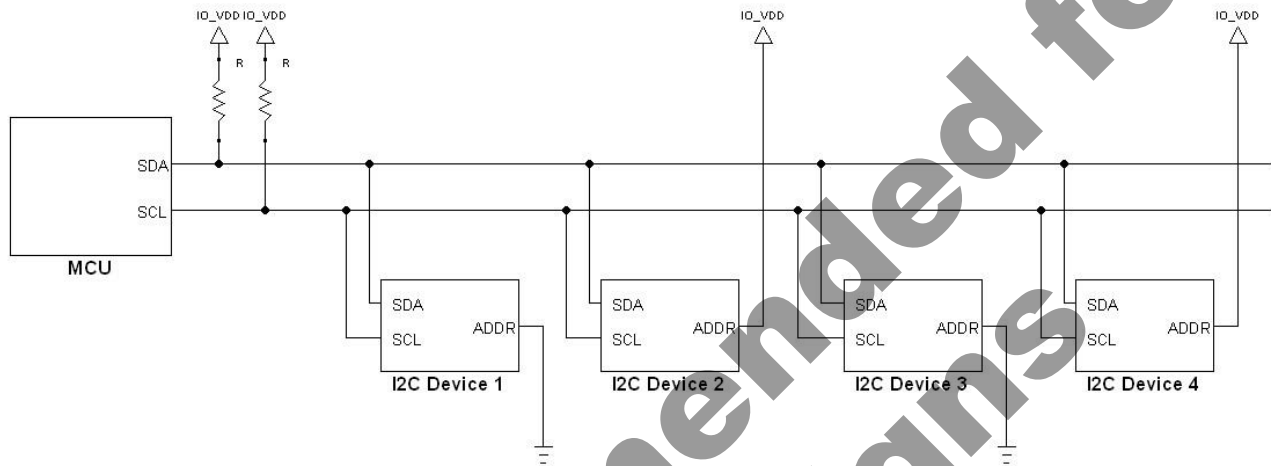 IO_VDD IO_VDD IO_VDD IO_VDD
R R
SDA
SCL
MCU
SDA
SCL
ADDR
I2C Device 1
SDA
SCL
ADDR
I2C Device 2
SDA
SCL
ADDR
I2C Device 3
SDA
SCL
ADDR
I2C Device 4